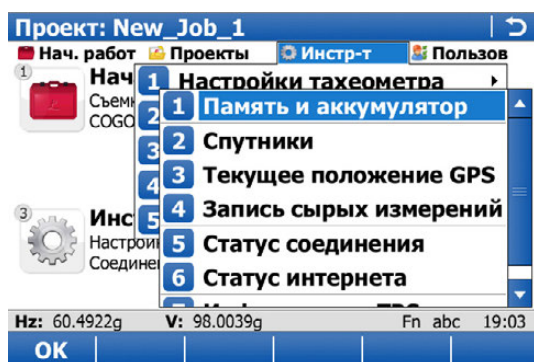 Проект: New_Job_1
Нач. работ Проекты Инстр-т Пользов
1 Нач
Съем
COGO
1 Настройки тахеометра
2
3
4
5
1 Память и аккумулятор
2 Спутники
3 Текущее положение GPS
4 Запись сырых измерений
5 Статус соединения
6 Статус интернета
3 Инс
Настрой
Соедине
Hz: 60.4922g V: 98.0039g Fn abc 19:03
OK